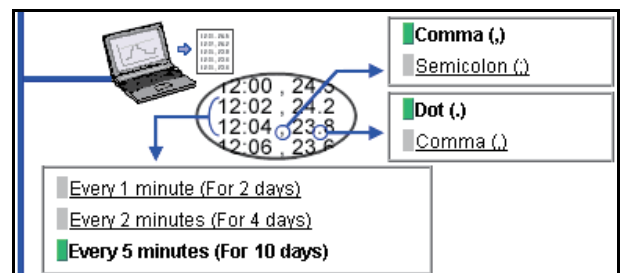 Comma (,)
Semicolon (;)
12:00 , 24.5
12:02 , 24.2
12:04 , 23.8
12:06 , 23.6
Dot (.)
Comma (,)
Every 1 minute (For 2 days)
Every 2 minutes (For 4 days)
Every 5 minutes (For 10 days)